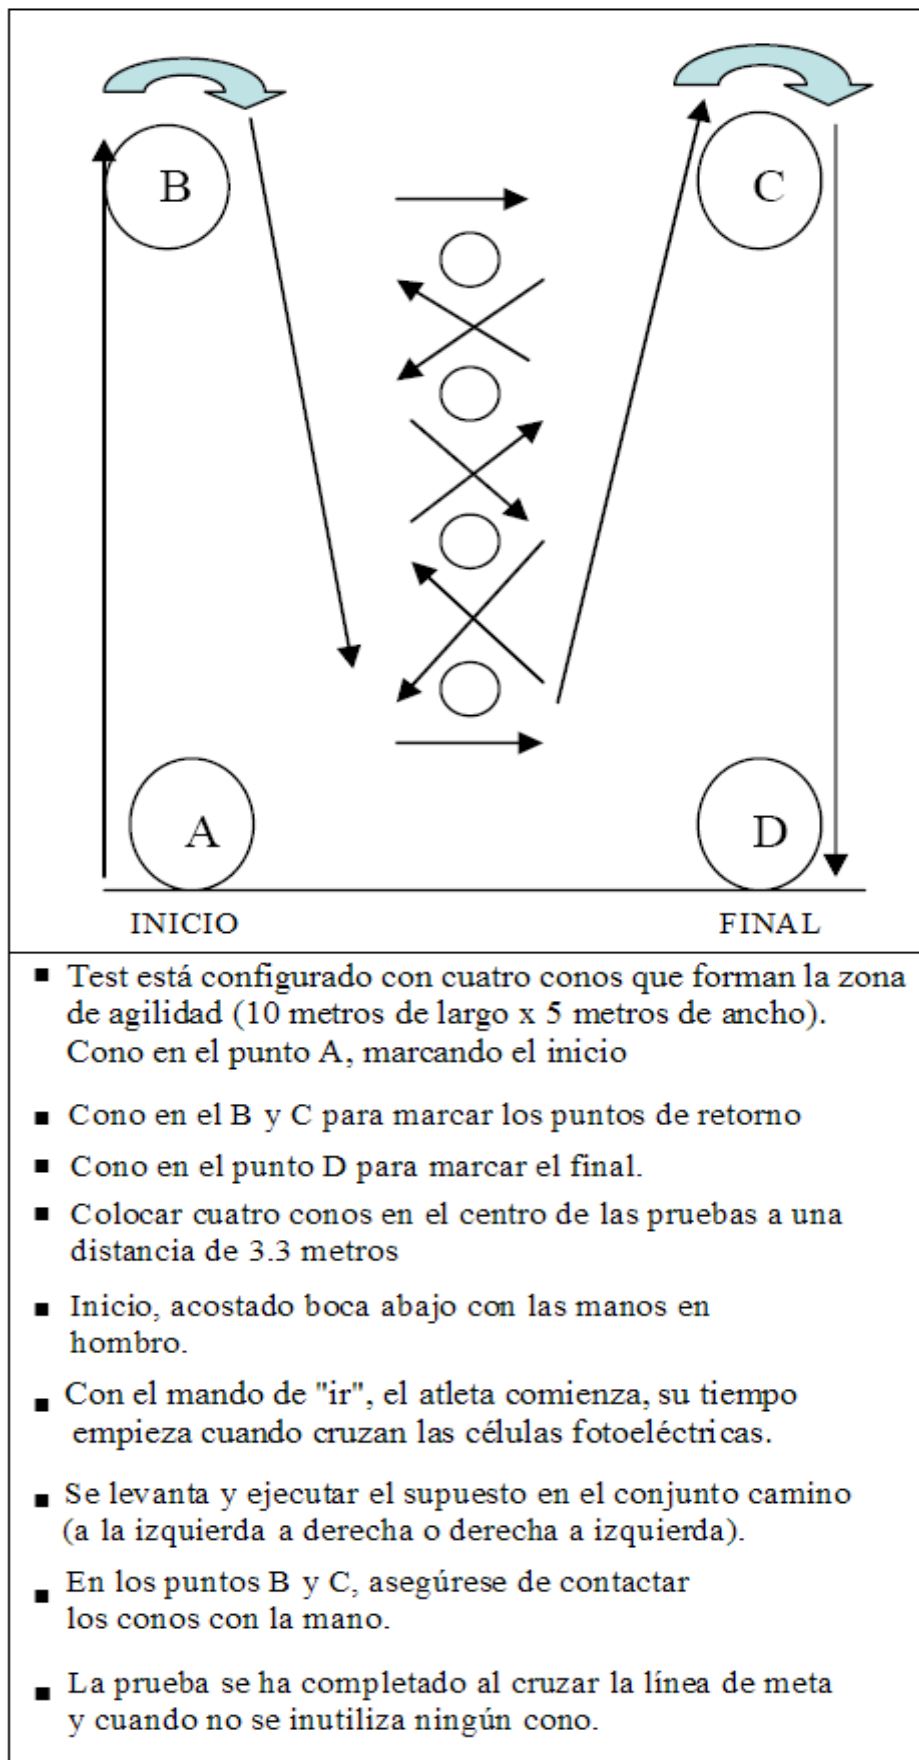 B
C
A
D
INICIO
FINAL
▪ Test está configurado con cuatro conos que forman la zona
de agilidad (10 metros de largo x 5 metros de ancho).
Cono en el punto A, marcando el inicio
▪ Cono en el B y C para marcar los puntos de retorno
▪ Cono en el punto D para marcar el final.
▪ Colocar cuatro conos en el centro de las pruebas a una
distancia de 3.3 metros
▪ Inicio, acostado boca abajo con las manos en
hombro.
▪ Con el mando de "ir", el atleta comienza, su tiempo
empieza cuando cruzan las células fotoeléctricas.
▪ Se levanta y ejecutar el supuesto en el conjunto camino
(a la izquierda a derecha o derecha a izquierda).
▪ En los puntos B y C, asegúrese de contactar
los conos con la mano.
▪ La prueba se ha completado al cruzar la línea de meta
y cuando no se inutiliza ningún cono.